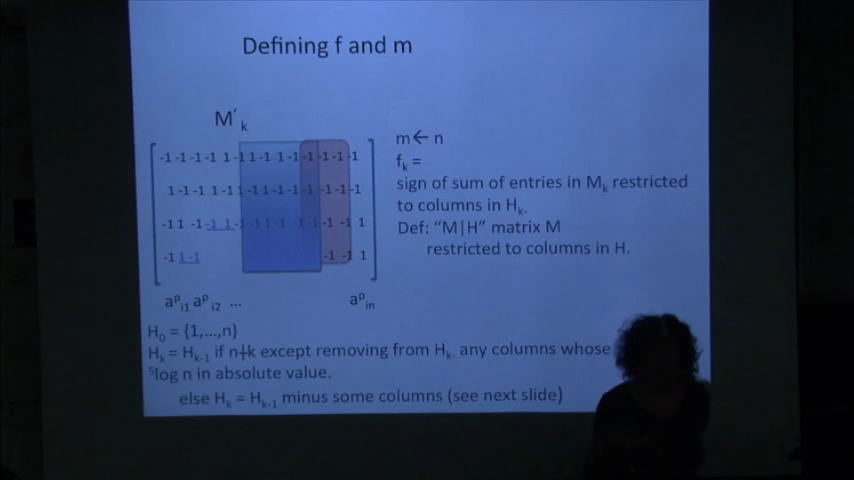 Defining f and m
M'k
-1 -1 -1 -1 1 -1 1 -1 1 -1 -1 -1 -1
1 -1 -1 1 -1 1 -1 1 -1 -1 -1 -1 -1 -1
-1 1 -1 -1 1 -1 -1 1 -1 -1 -1 -1 -1 1
-1 1 -1 -1 -1 1
a^p_i1 a^p_i2 ... a^p_in
m← n
f_k =
sign of sum of entries in M_k restricted
to columns in H_k.
Def: "M|H" matrix M
restricted to columns in H.
H_0 = {1,...,n}
H_k = H_k-1 if n∤k except removing from H_k. any columns whose
log n in absolute value.
else H_k = H_k-1 minus some columns (see next slide)